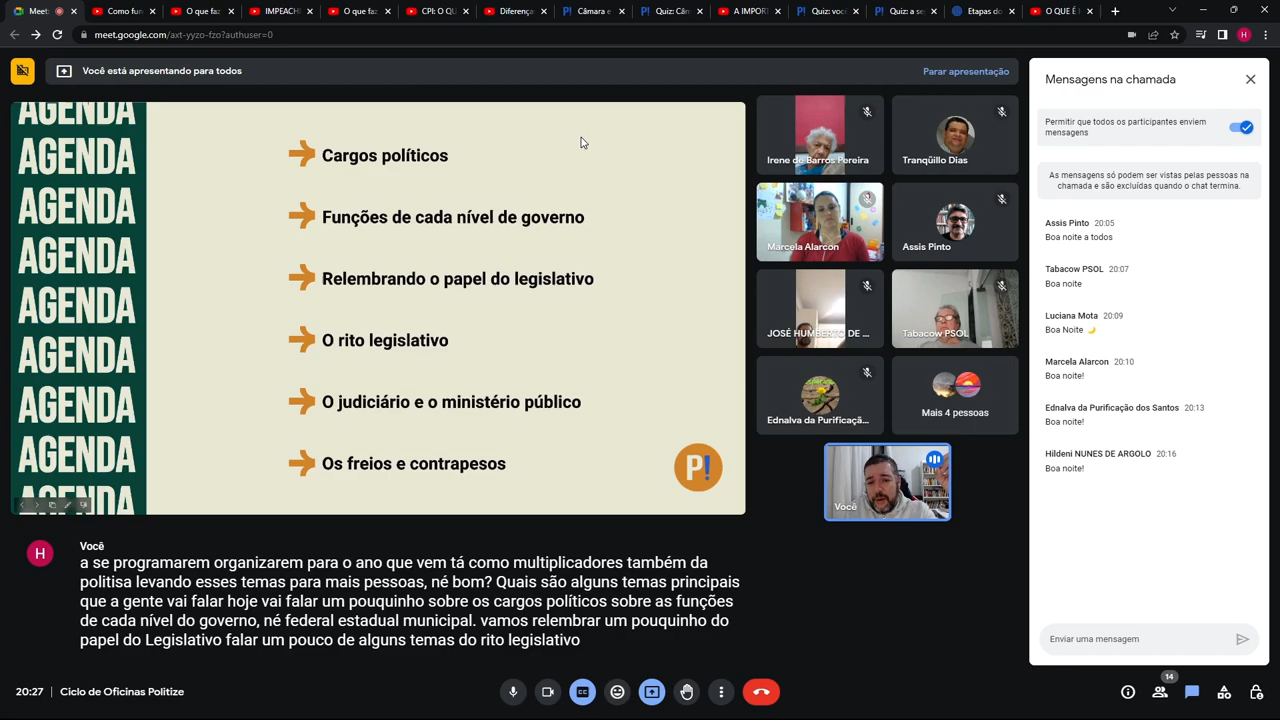 Meet:
Como fun
O que faz
IMPEACH
O que faz
CPI: O QU
Diferença
Câmara e
Quiz: Câm
A IMPORT
Quiz: você
Quiz: a se
Etapas do
O QUE É
meet.google.com/axt-yyzo-fzo?authuser=0
H
Você está apresentando para todos
Parar apresentação
AGENDA
AGENDA
AGENDA
AGENDA
AGENDA
AGENDA
AGENDA
AGENDA
AGENDA
Cargos políticos
Funções de cada nível de governo
Relembrando o papel do legislativo
O rito legislativo
O judiciário e o ministério público
Os freios e contrapesos
P!
Irene de Barros Pereira
Tranqüillo Dias
Marcela Alarcon
Assis Pinto
JOSÉ HUMBERTO DE ...
Tabacow PSOL
Ednalva da Purificaçã...
Mais 4 pessoas
Você
Mensagens na chamada
Permitir que todos os participantes enviem
mensagens
As mensagens só podem ser vistas pelas pessoas na
chamada e são excluídas quando o chat termina.
Assis Pinto 20:05
Boa noite a todos
Tabacow PSOL 20:07
Boa noite
Luciana Mota 20:09
Boa Noite 🌙
Marcela Alarcon 20:10
Boa noite!
Ednalva da Purificação dos Santos 20:13
Boa noite!
Hildeni NUNES DE ARGOLO 20:16
Boa noite!
Enviar uma mensagem
H
Você
a se programarem organizarem para o ano que vem tá como multiplicadores também da
politisa levando esses temas para mais pessoas, né bom? Quais são alguns temas principais
que a gente vai falar hoje vai falar um pouquinho sobre os cargos políticos sobre as funções
de cada nível do governo, né federal estadual municipal. vamos relembrar um pouquinho do
papel do Legislativo falar um pouco de alguns temas do rito legislativo
20:27 | Ciclo de Oficinas Politize
14